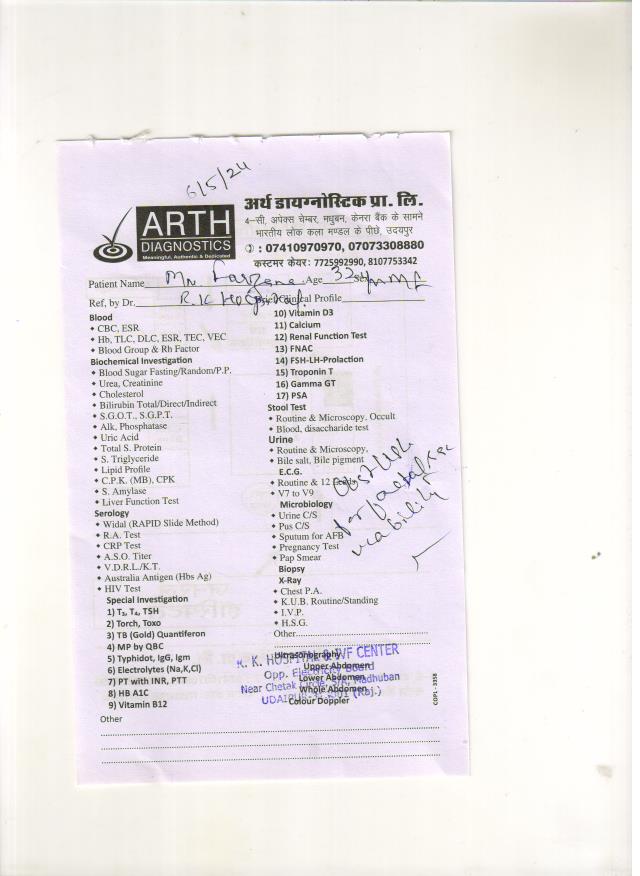 6/5/24
ARTH
DIAGNOSTICS
Meaningful, Authentic & Dedicated
अर्थ डायग्नोस्टिक प्रा. लि.
4-सी, अपेक्स चेम्बर, मधुबन, केनरा बैंक के सामने
भारतीय लोक कला मण्डल के पीछे, उदयपुर
: 07410970970, 07073308880
कस्टमर केयर: 7725992990, 8107753342
Patient Name Age 32 Sex
Ref, by Dr. R.K Hospital Brief Clinical Profile
Blood
• CBC, ESR
• Hb, TLC, DLC, ESR, TEC, VEC
• Blood Group & Rh Factor
Biochemical Investigation
• Blood Sugar Fasting/Random/P.P.
• Urea, Creatinine
• Cholesterol
• Bilirubin Total/Direct/Indirect
• S.G.O.T., S.G.P.T.
• Alk, Phosphatase
• Uric Acid
• Total S. Protein
• S. Triglyceride
• Lipid Profile
• C.P.K. (MB), CPK
• S. Amylase
• Liver Function Test
Serology
• Widal (RAPID Slide Method)
• R.A. Test
• CRP Test
• A.S.O. Titer
• V.D.R.L./K.T.
• Australia Antigen (Hbs Ag)
• HIV Test
Special Investigation
1) T₃, T₄, TSH
2) Torch, Toxo
3) TB (Gold) Quantiferon
4) MP by QBC
5) Typhidot, IgG, Igm
6) Electrolytes (Na,K,Cl)
7) PT with INR, PTT
8) HB A1C
9) Vitamin B12
Other
10) Vitamin D3
11) Calcium
12) Renal Function Test
13) FNAC
14) FSH-LH-Prolaction
15) Troponin T
16) Gamma GT
17) PSA
Stool Test
• Routine & Microscopy, Occult
• Blood, disaccharide test
Urine
• Routine & Microscopy,
• Bile salt, Bile pigment
E.C.G.
• Routine & 12 Leads
• V7 to V9
Microbiology
• Urine C/S
• Pus C/S
• Sputum for AFB
• Pregnancy Test
• Pap Smear
Biopsy
X-Ray
• Chest P.A.
• K.U.B. Routine/Standing
• I.V.P.
• H.S.G.
Other
Ultrasonography
Upper Abdomen
Lower Abdomen
Whole Abdomen
Colour Doppler
for
viability
R. K. HOSPITAL & IVF CENTER
Opp. Electricity Board
Near Chetak Circle, Madhuban
UDAIPUR (Raj.)
COPL - 3358